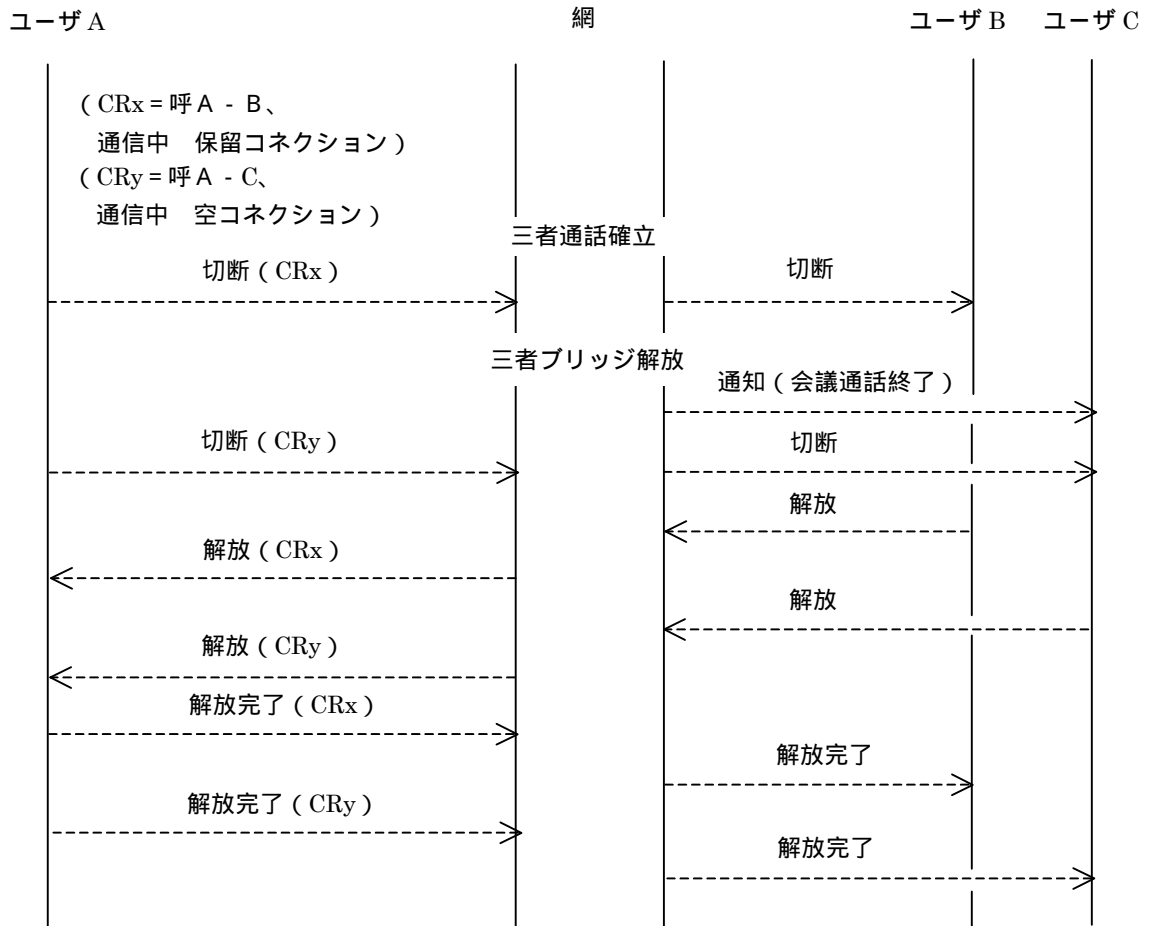 ユーザ A 網 ユーザ B ユーザ C
( CRx = 呼 A - B、
通信中 保留コネクション )
( CRy = 呼 A - C、
通信中 空コネクション )
三者通話確立
切断 ( CRx ) 切断
三者ブリッジ解放
通知 ( 会議通話終了 )
切断 ( CRy ) 切断
解放
解放 ( CRx )
解放
解放 ( CRy )
解放完了 ( CRx )
解放完了
解放完了 ( CRy )
解放完了